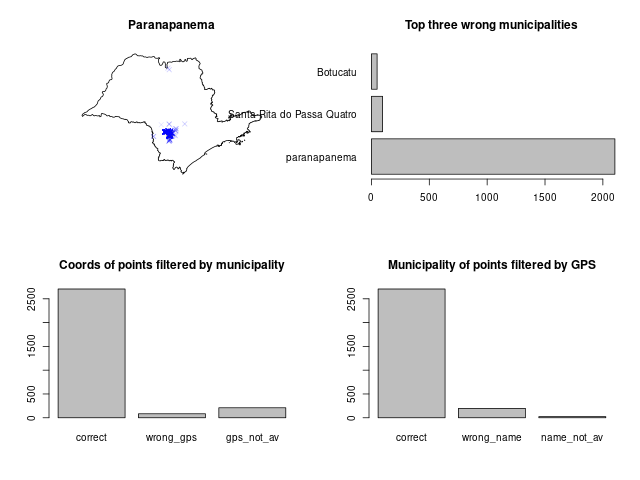 Paranapanema
Top three wrong municipalities
Botucatu
Santa Rita do Passa Quatro
paranapanema
0 500 1000 1500 2000
Coords of points filtered by municipality
Municipality of points filtered by GPS
2500
1500
500
0
correct wrong_gps gps_not_av
2500
1500
500
0
correct wrong_name name_not_av